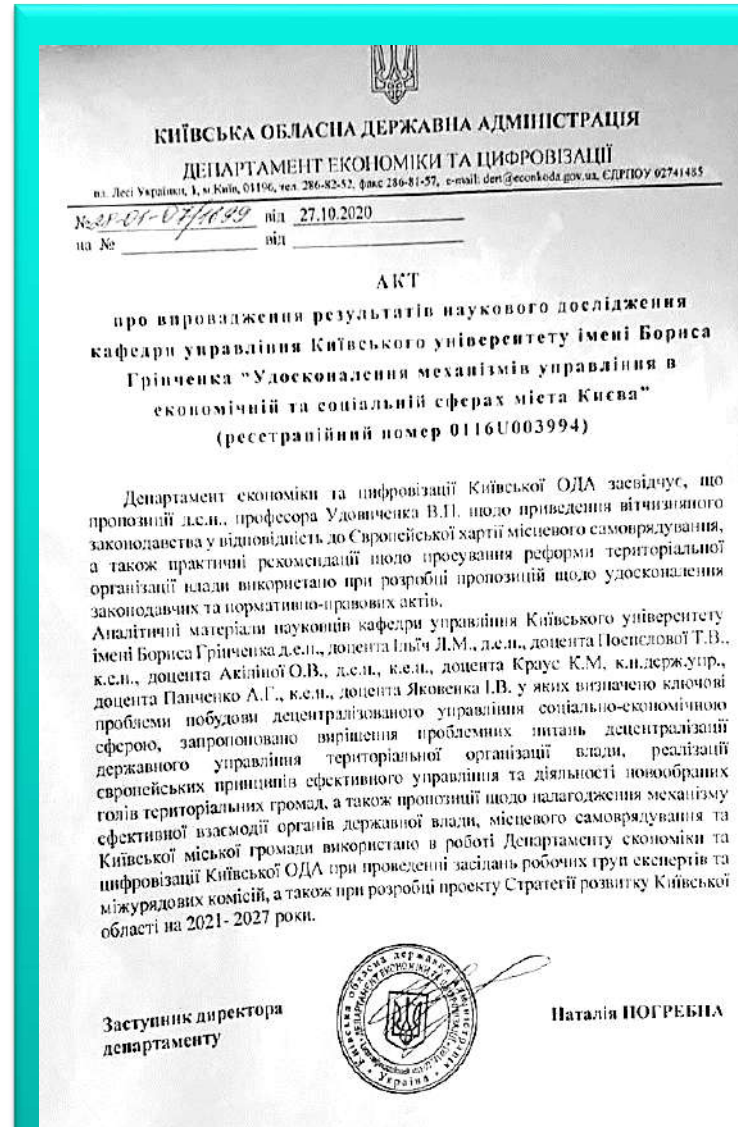 КИЇВСЬКА ОБЛАСНА ДЕРЖАВНА АДМІНІСТРАЦІЯ
ДЕПАРТАМЕНТ ЕКОНОМІКИ ТА ЦИФРОВІЗАЦІЇ
пл. Лесі Українки, 1, м.Київ, 01196, тел. 286-82-52, факс 286-81-57, e-mail: dert@econkoda.gov.ua, ЄДРПОУ 02741485
№ 28-01-07/1699 від 27.10.2020
на № від
АКТ
про впровадження результатів наукового дослідження
кафедри управління Київського університету імені Бориса
Грінченка "Удосконалення механізмів управління в
економічній та соціальній сферах міста Києва"
(ресетраційний номер 0116U003994)
Департамент економіки та цифровізації Київської ОДА засвідчує, що
пропозиції д.е.н., професора Удовиченка В.П. щодо приведення вітчизняного
законодавства у відповідність до Європейської хартії місцевого самоврядування,
а також практичні рекомендації щодо просування реформи територіальної
організації влади використано при розробці пропозицій щодо удосконалення
законодавчих та нормативно-правових актів.
Аналітичні матеріали науковців кафедри управління Київського університету
імені Бориса Грінченка д.е.н., доцента Ільїч Л.М., д.е.н., доцента Поспєлової Т.В.,
к.е.н., доцента Акіліної О.В., д.е.н., к.е.н., доцента Краус К.М, к.н.держ.упр.,
доцента Панченко А.Г., к.е.н., доцента Яковенка І.В. у яких визначено ключові
проблеми побудови децентралізованого управління соціально-економічною
сферою, запропоновано вирішення проблемних питань децентралізації
державного управління територіальної організації влади, реалізації
європейських принципів ефективного управління та діяльності новообраних
голів територіальних громад, а також пропозиції щодо налагодження механізму
ефективної взаємодії органів державної влади, місцевого самоврядування та
Київської міської громади використано в роботі Департаменту економіки та
цифровізації Київської ОДА при проведенні засідань робочих груп експертів та
міжурядових комісій, а також при розробці проекту Стратегії розвитку Київської
області на 2021- 2027 роки.
Заступник директора
департаменту
Наталія ПОГРЕБНА
Київська обласна державна адміністрація
ДЕПАРТАМЕНТ ЕКОНОМІКИ ТА ЦИФРОВІЗАЦІЇ
Україна